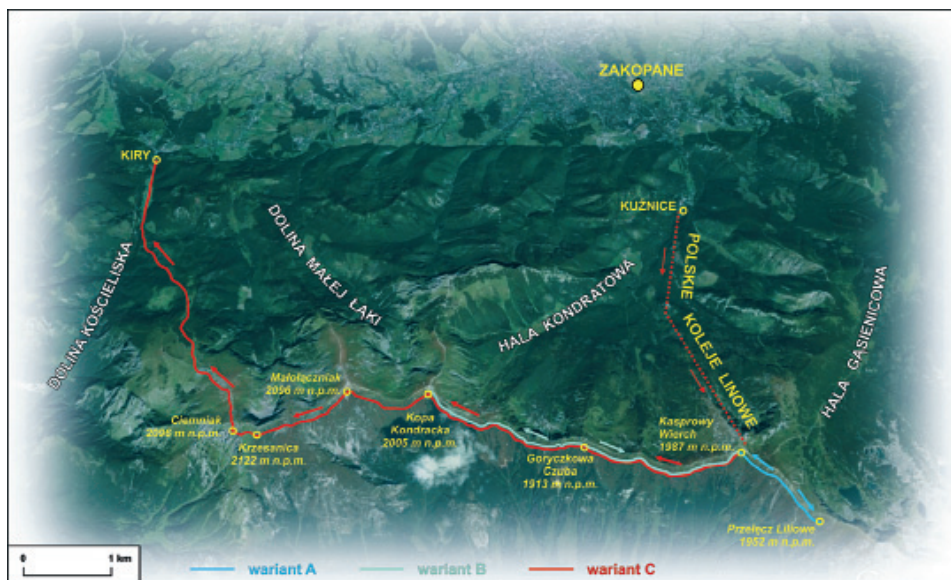 ZAKOPANE
KIRY
KUŹNICE
DOLINA KOŚCIELISKA
DOLINA MAŁEJ ŁĄKI
HALA KONDRATOWA
POLSKIE KOLEJE LINOWE
HALA GĄSIENICOWA
Małołączniak
2096 m n.p.m.
Ciemniak
2096 m n.p.m.
Krzesanica
2122 m n.p.m.
Kopa
Kondracka
2005 m n.p.m.
Goryczkowa
Czuba
1913 m n.p.m.
Kasprowy
Wierch
1987 m n.p.m.
Przełęcz Liliowe
1952 m n.p.m.
0 1 km
wariant A wariant B wariant C